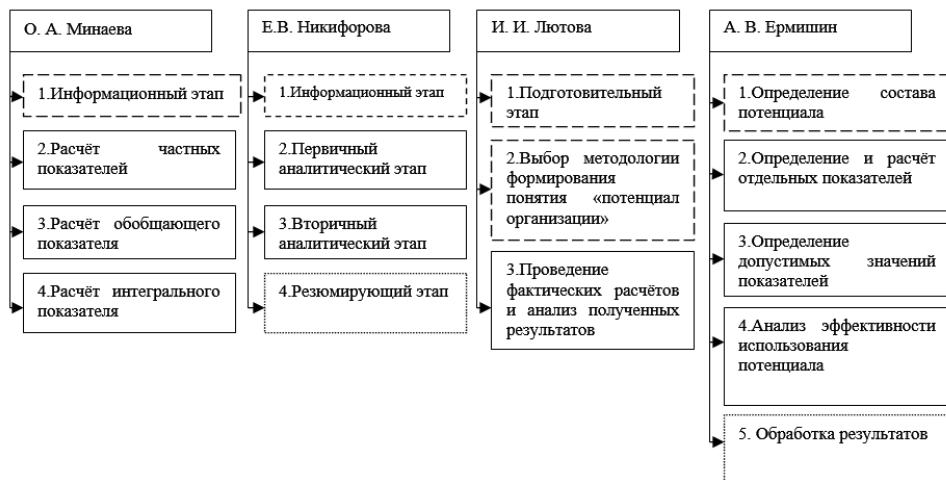 О. А. Минаева
1.Информационный этап
2.Расчёт частных
показателей
3.Расчёт обобщающего
показателя
4.Расчёт интегрального
показателя
Е.В. Никифорова
1.Информационный этап
2.Первичный
аналитический этап
3.Вторичный
аналитический этап
4.Резюмирующий этап
И. И. Лютова
1.Подготовительный
этап
2.Выбор методологии
формирования
понятия «потенциал
организации»
3.Проведение
фактических расчётов
и анализ полученных
результатов
А. В. Ермишин
1.Определение состава
потенциала
2.Определение и расчёт
отдельных показателей
3.Определение
допустимых значений
показателей
4.Анализ эффективности
использования
потенциала
5. Обработка результатов